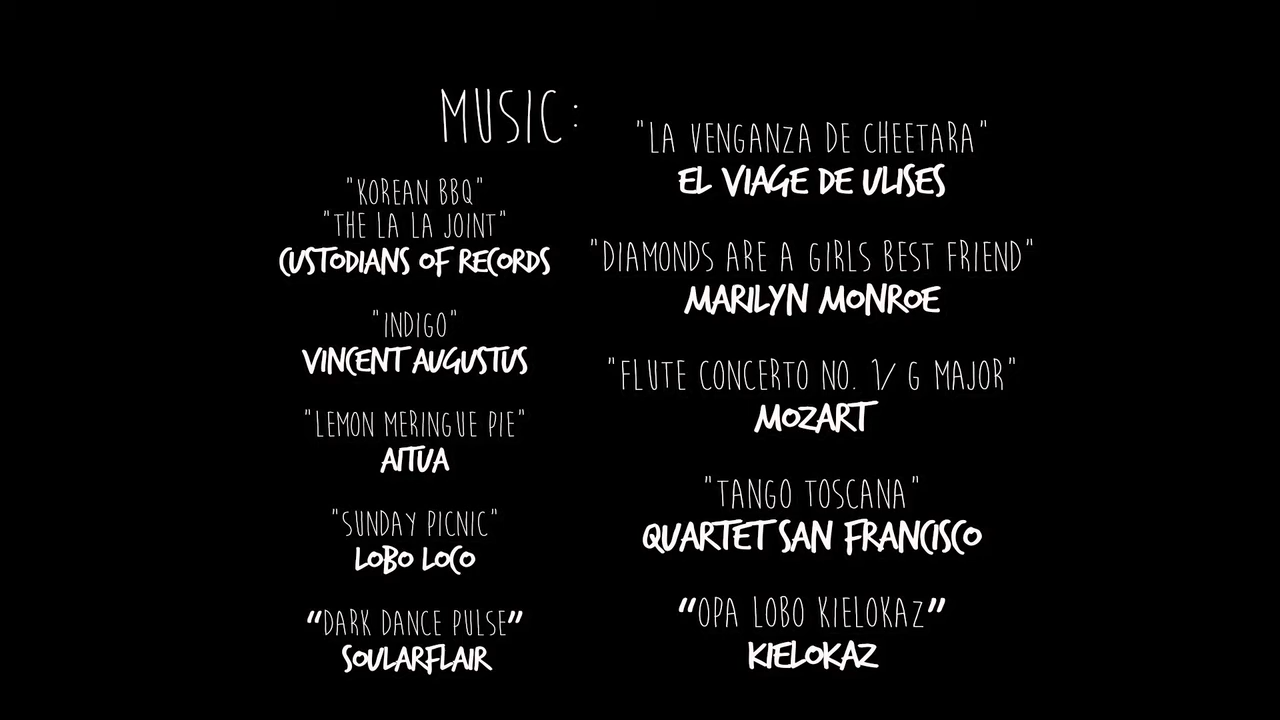 MUSIC:
"KOREAN BBQ"
"THE LA LA JOINT"
CUSTODIANS OF RECORDS
"INDIGO"
VINCENT AUGUSTUS
"LEMON MERINGUE PIE"
AITUA
"SUNDAY PICNIC"
LOBO LOCO
"DARK DANCE PULSE"
SOULARFLAIR
"LA VENGANZA DE CHEETARA"
EL VIAGE DE ULISES
"DIAMONDS ARE A GIRLS BEST FRIEND"
MARILYN MONROE
"FLUTE CONCERTO NO. 1/ G MAJOR"
MOZART
"TANGO TOSCANA"
QUARTET SAN FRANCISCO
"OPA LOBO KIELOKAZ"
KIELOKAZ